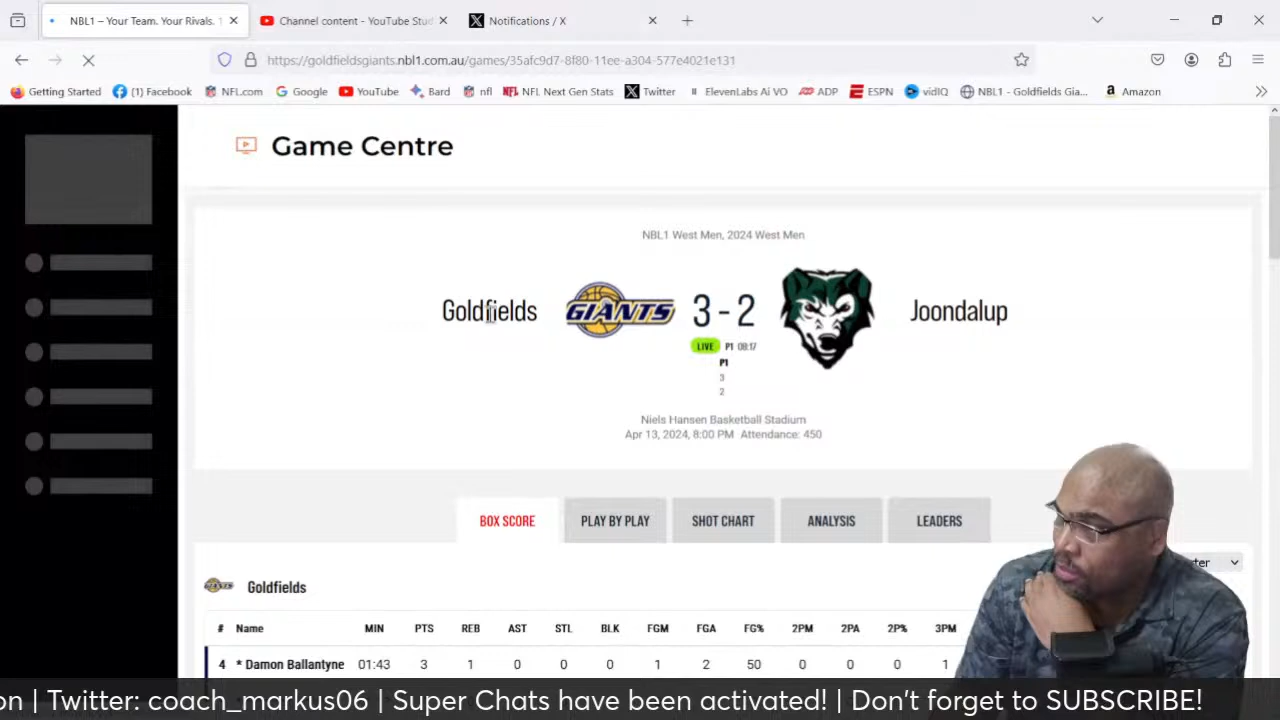 NBL1 – Your Team. Your Rivals.
Channel content - YouTube Stud
Notifications / X
https://goldfieldsgiants.nbl1.com.au/games/35afc9d7-8f80-11ee-a304-577e4021e131
Getting Started (1) Facebook NFL.com Google YouTube Bard nfl NFL Next Gen Stats Twitter ElevenLabs Ai VO ADP ESPN vidIQ NBL1 - Goldfields Gia... Amazon
Game Centre
NBL1 West Men, 2024 West Men
Goldfields GIANTS 3 - 2 Joondalup
LIVE P1 08:17
P1
3
2
Niels Hansen Basketball Stadium
Apr 13, 2024, 8:00 PM Attendance: 450
BOX SCORE PLAY BY PLAY SHOT CHART ANALYSIS LEADERS
Goldfields
# Name MIN PTS REB AST STL BLK FGM FGA FG% 2PM 2PA 2P% 3PM
4 * Damon Ballantyne 01:43 3 1 0 0 0 1 2 50 0 0 0 1
on | Twitter: coach_markus06 | Super Chats have been activated! | Don't forget to SUBSCRIBE!